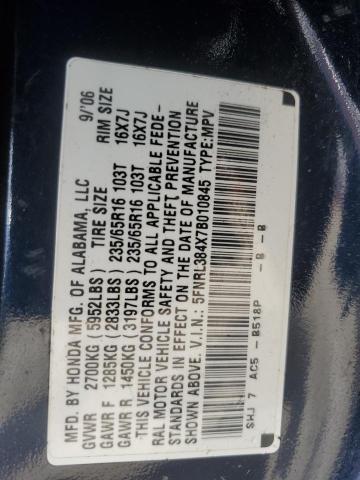 MFD. BY HONDA MFG. OF ALABAMA, LLC 9/'06
GVWR 2700KG (5952LBS) TIRE SIZE RIM SIZE
GAWR F 1285KG (2833LBS) 235/65R16 103T 16X7J
GAWR R 1450KG (3197LBS) 235/65R16 103T 16X7J
THIS VEHICLE CONFORMS TO ALL APPLICABLE FEDE-
RAL MOTOR VEHICLE SAFETY AND THEFT PREVENTION
STANDARDS IN EFFECT ON THE DATE OF MANUFACTURE
SHOWN ABOVE. V.I.N.: 5FNRL384X7B010845 TYPE:MPV
SHJ 7 AC5 - B518P - B - B